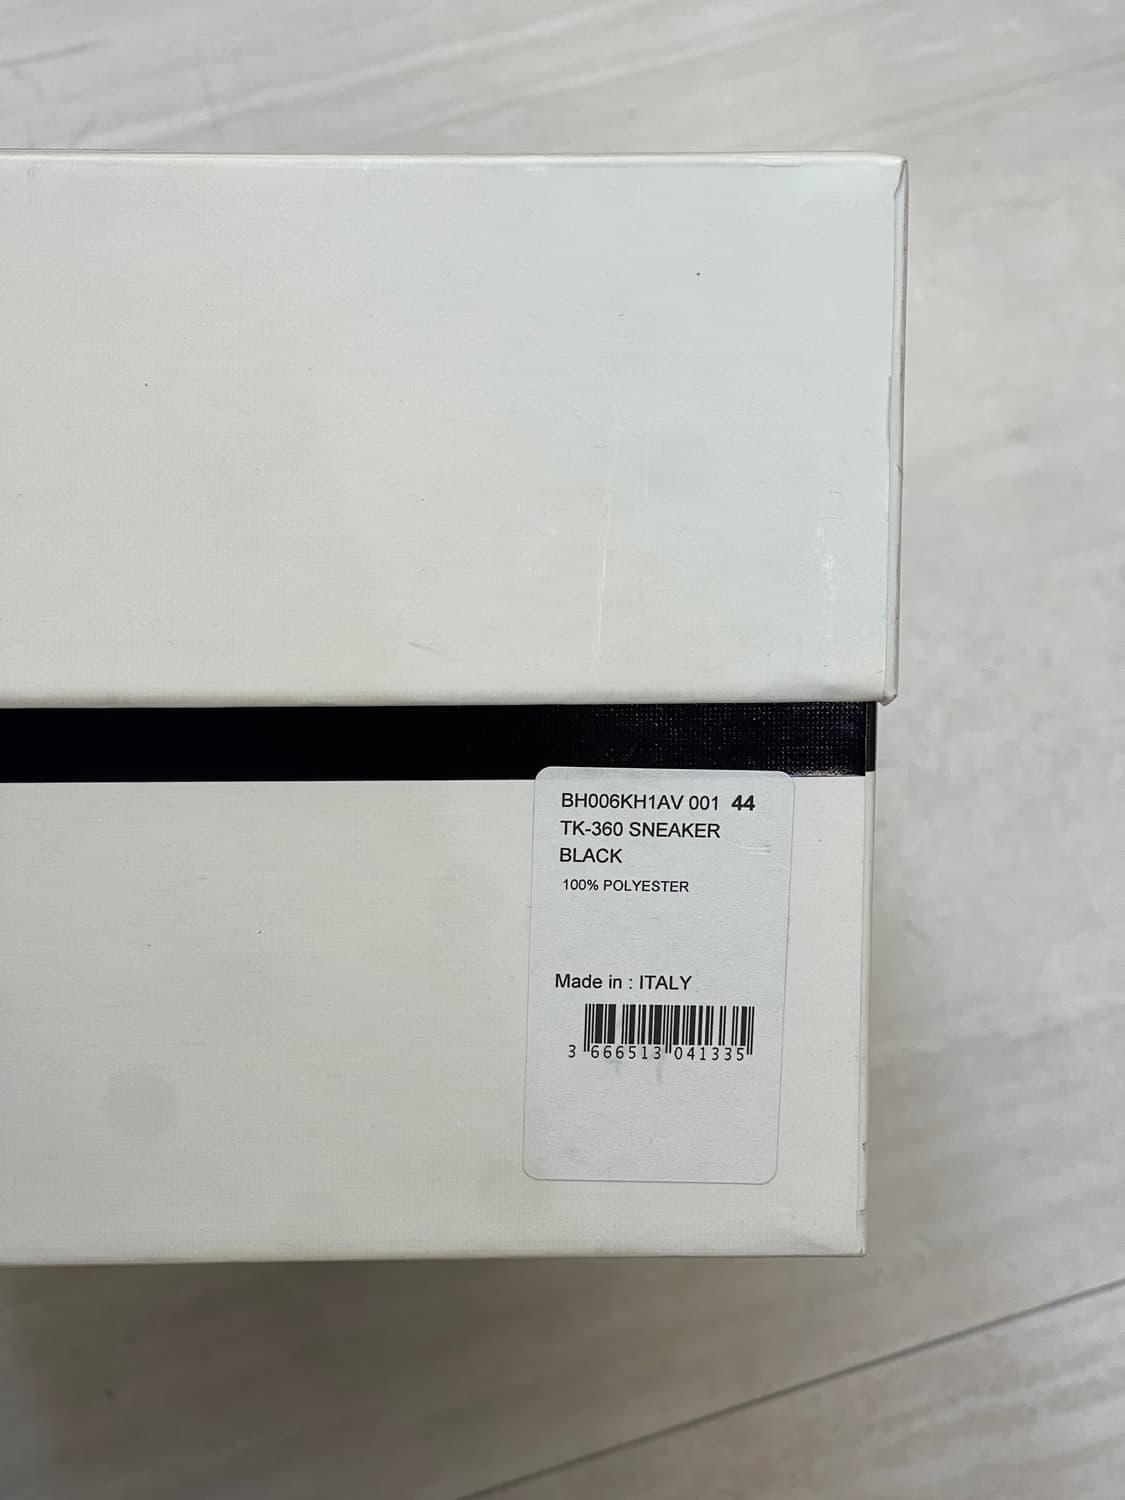 BH006KH1AV 001 44
TK-360 SNEAKER
BLACK
100% POLYESTER
Made in : ITALY
3 666513 041335